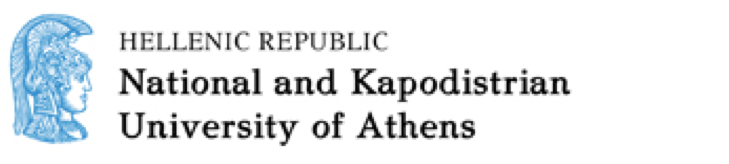 HELLENIC REPUBLIC
National and Kapodistrian
University of Athens